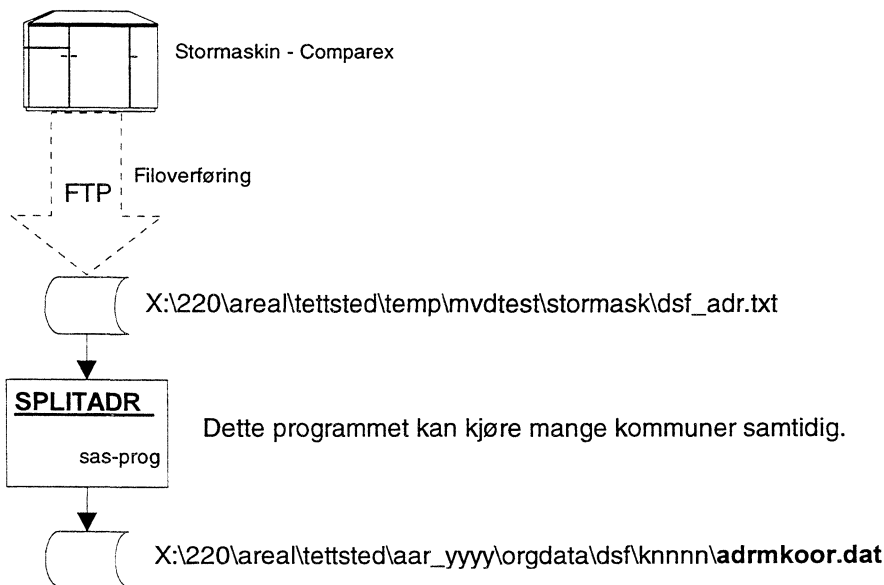 Stormaskin - Comparex
Filoverføring
FTP
X:\220\areal\tettsted\temp\mvdtest\stormask\dsf_adr.txt
SPLITADR
Dette programmet kan kjøre mange kommuner samtidig.
sas-prog
X:\220\areal\tettsted\aar_yyyy\orgdata\dsf\knnnn\adrmkoor.dat